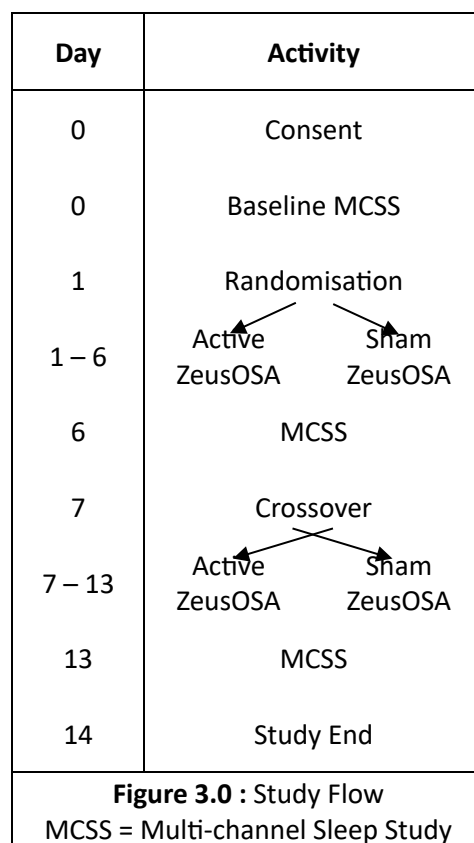 Day Activity
0 Consent
0 Baseline MCSS
1 Randomisation
Active Sham
1 – 6
ZeusOSA ZeusOSA
6 MCSS
7 Crossover
Active Sham
7 – 13
ZeusOSA ZeusOSA
13 MCSS
14 Study End
Figure 3.0 : Study Flow
MCSS = Multi-channel Sleep Study